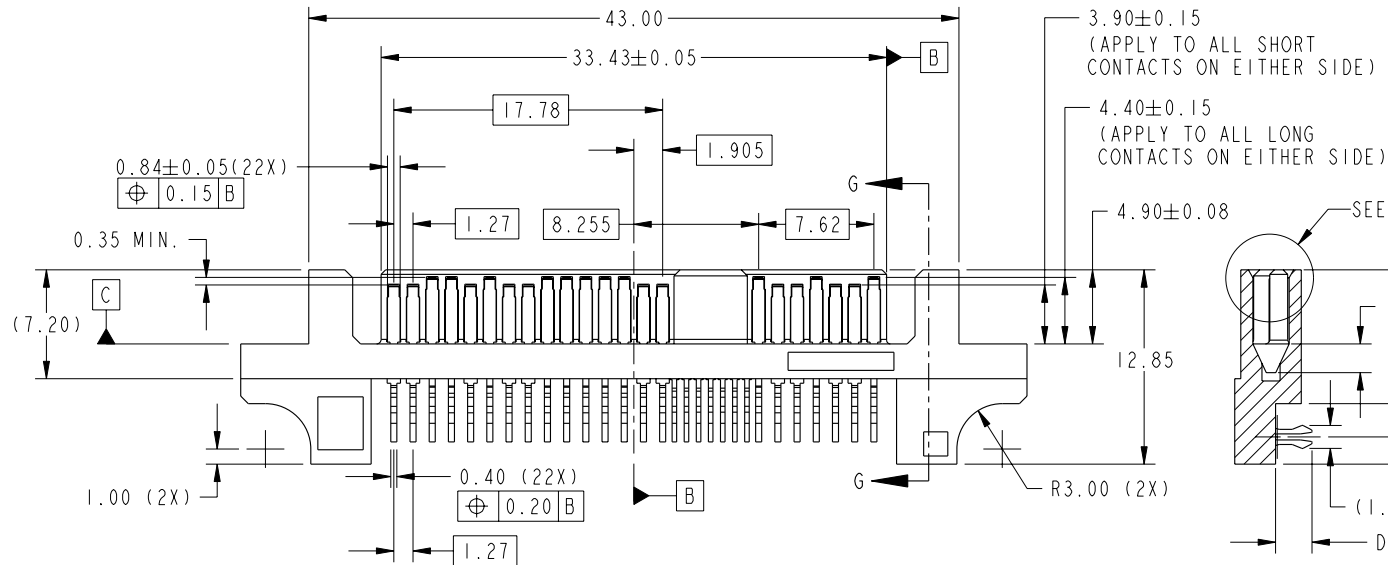 43.00
3.90±0.15
(APPLY TO ALL SHORT
CONTACTS ON EITHER SIDE)
33.43±0.05
B
17.78
4.40±0.15
(APPLY TO ALL LONG
CONTACTS ON EITHER SIDE)
1.905
0.84±0.05(22X)
⌖ 0.15 B
G
1.27
8.255
7.62
4.90±0.08
SEE
0.35 MIN.
C
(7.20)
12.85
0.40 (22X)
⌖ 0.20 B
1.00 (2X)
B
G
R3.00 (2X)
(1.
D
1.27